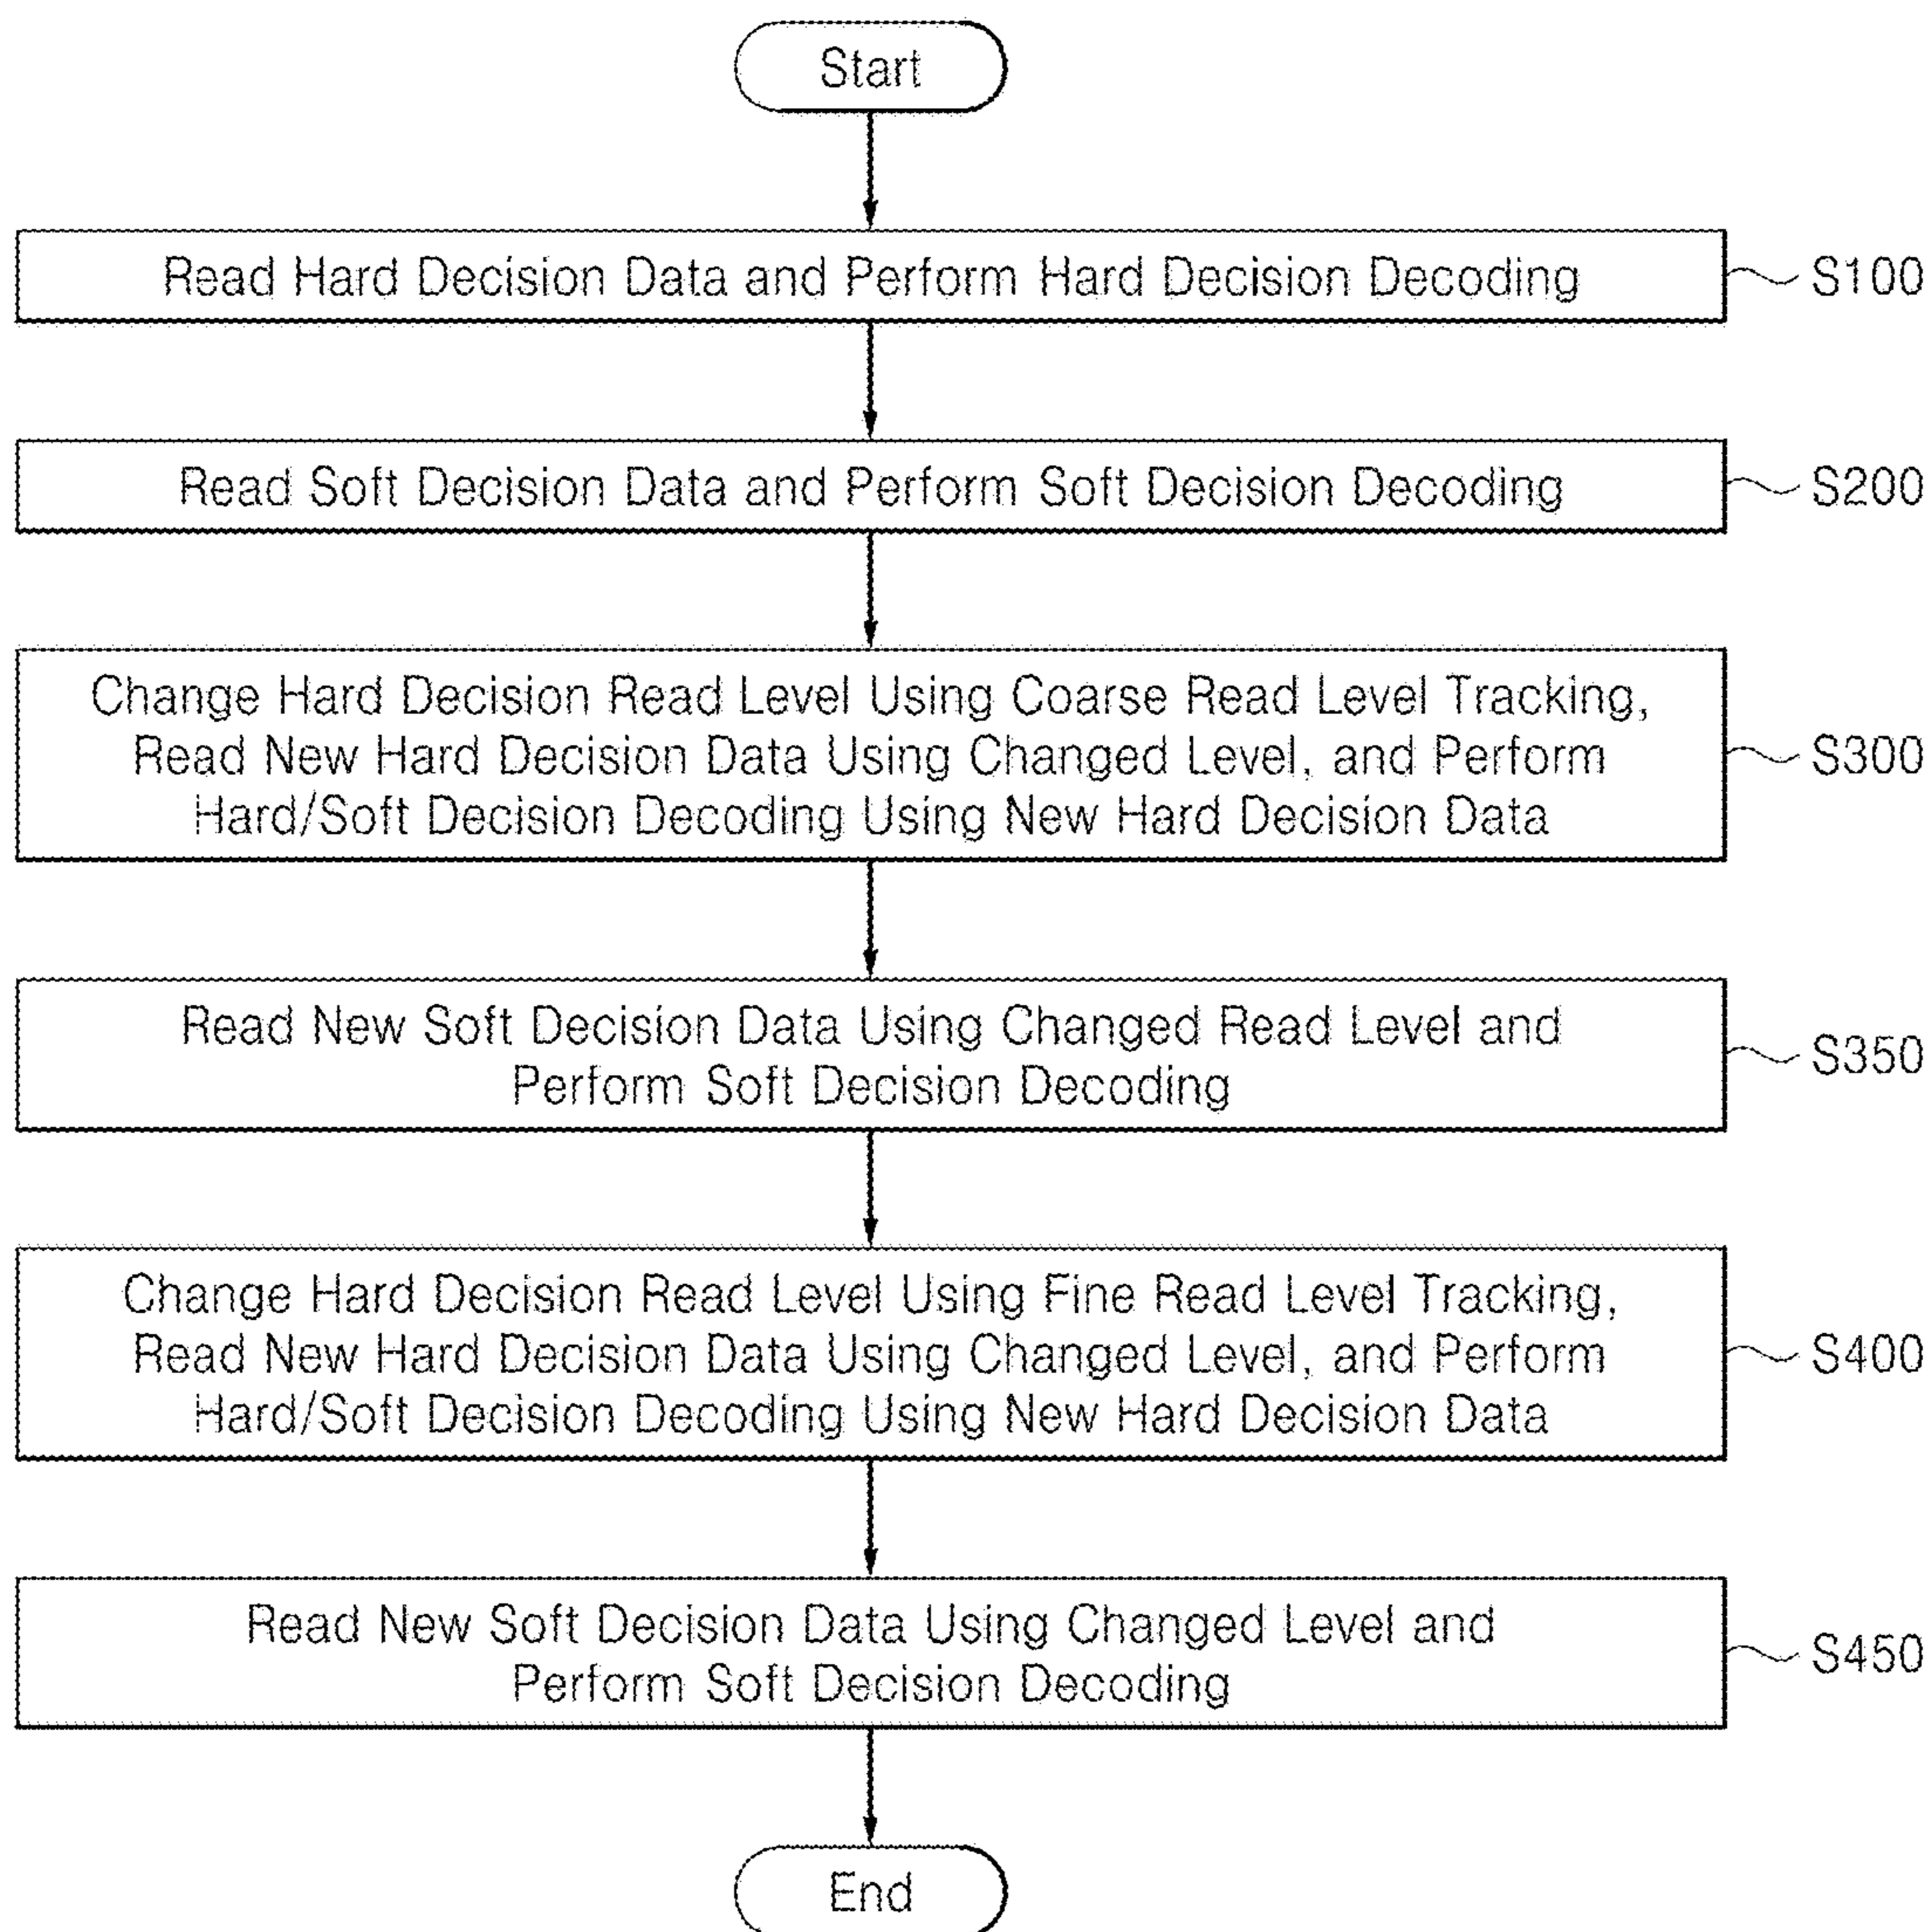 Start
Read Hard Decision Data and Perform Hard Decision Decoding
S100
Read Soft Decision Data and Perform Soft Decision Decoding
S200
Change Hard Decision Read Level Using Coarse Read Level Tracking,
Read New Hard Decision Data Using Changed Level, and Perform
Hard/Soft Decision Decoding Using New Hard Decision Data
S300
Read New Soft Decision Data Using Changed Read Level and
Perform Soft Decision Decoding
S350
Change Hard Decision Read Level Using Fine Read Level Tracking,
Read New Hard Decision Data Using Changed Level, and Perform
Hard/Soft Decision Decoding Using New Hard Decision Data
S400
Read New Soft Decision Data Using Changed Level and
Perform Soft Decision Decoding
S450
End